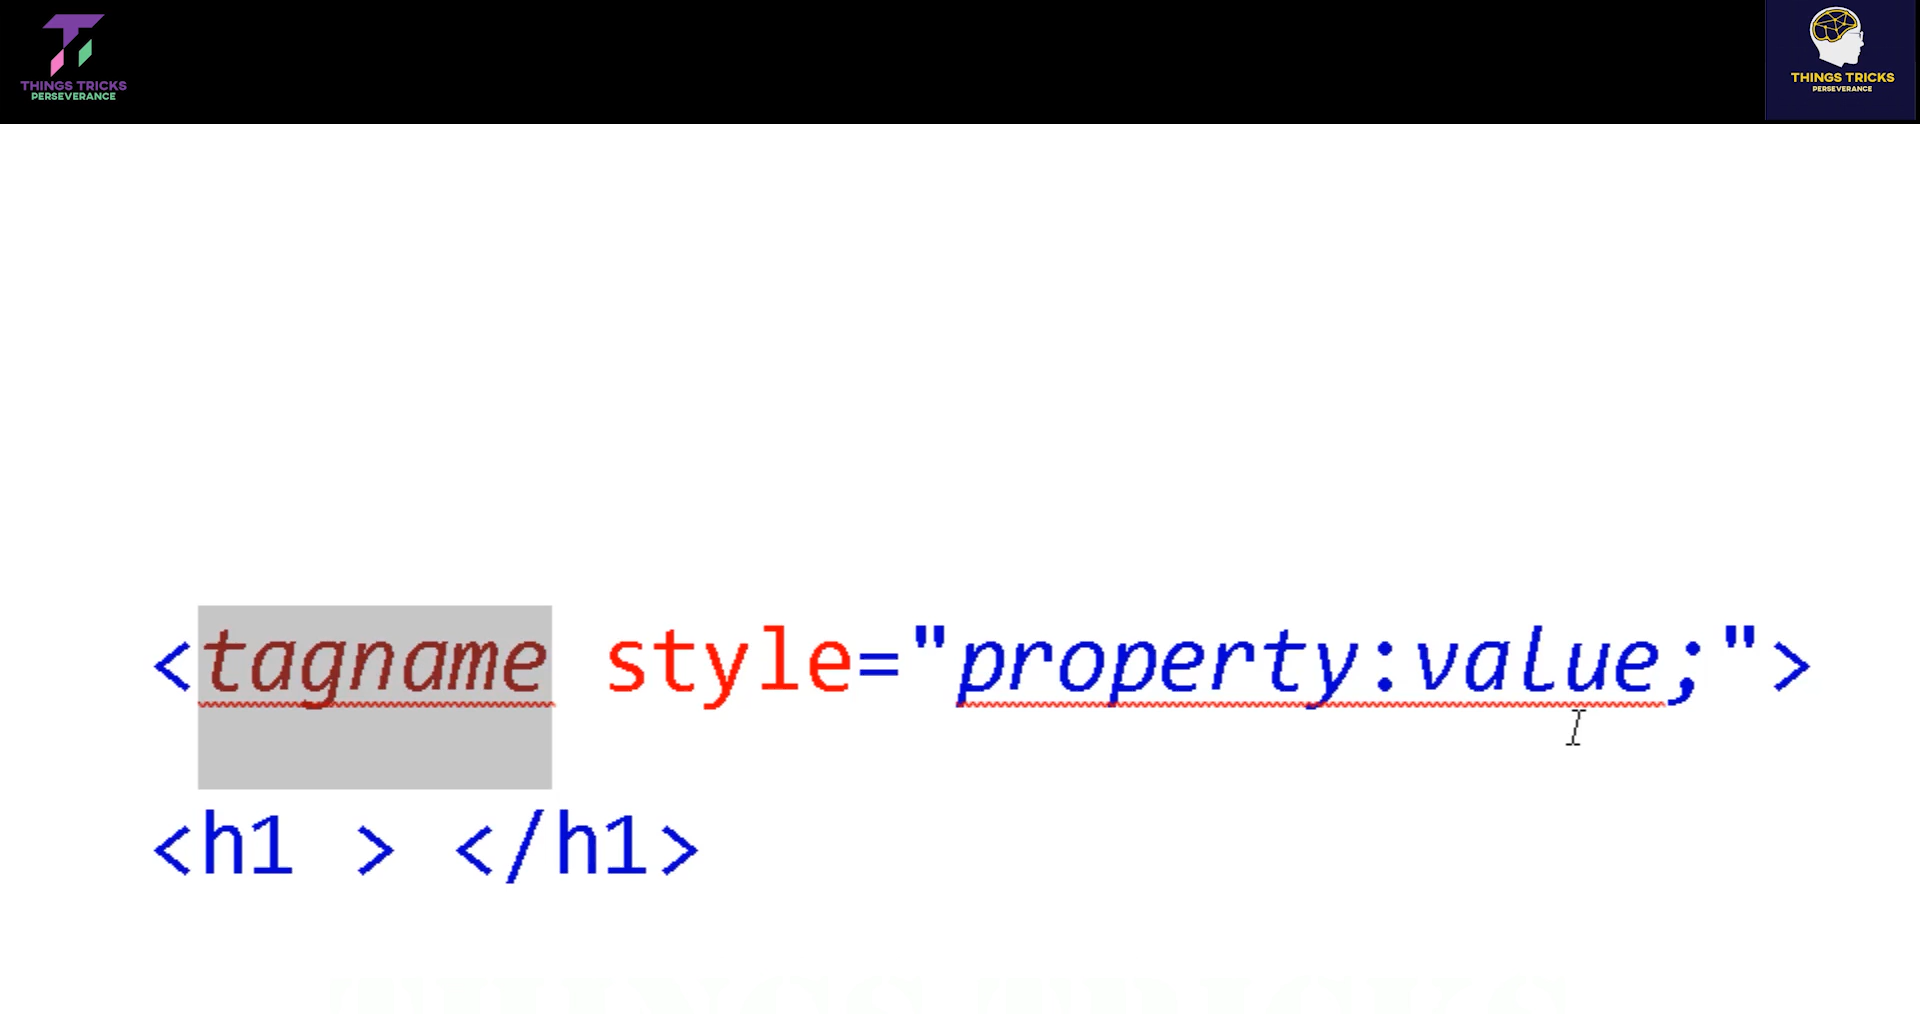 THINGS TRICKS
PERSEVERANCE
THINGS TRICKS
PERSEVERANCE
<tagname style="property:value;">
<h1 > </h1>